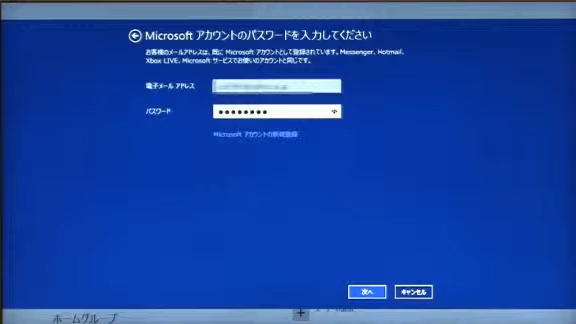 Microsoft アカウントのパスワードを入力してください
お客様のメールアドレスは、既に Microsoft アカウントとして登録されています。Messenger、Hotmail、
Xbox LIVE、Microsoft サービスでお使いのアカウントと同じです。
電子メール アドレス
パスワード
Microsoft アカウントの新規登録
次へ
キャンセル
ホームグループ